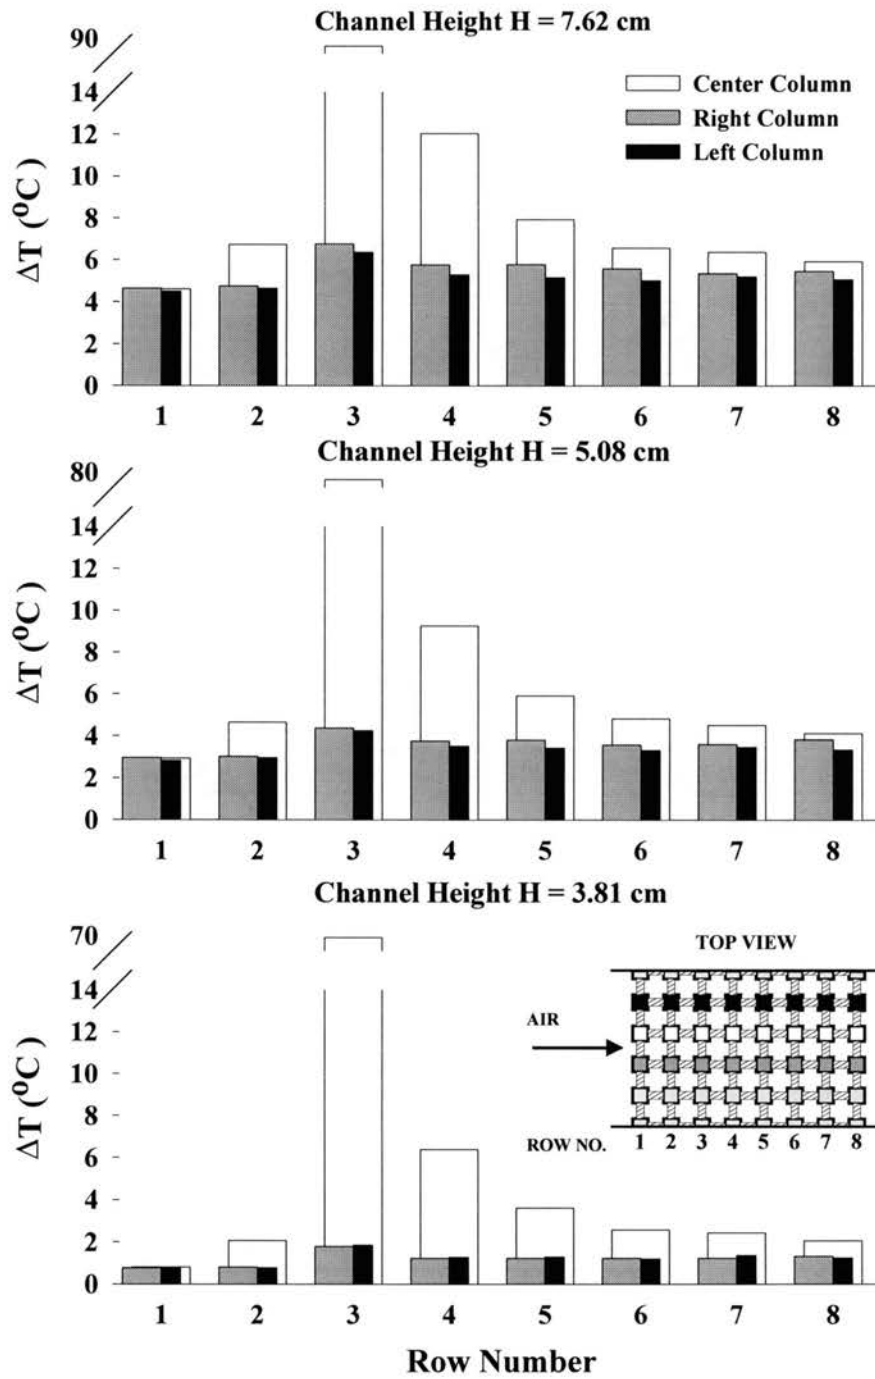 Channel Height H = 7.62 cm
90
14
12
10
8
6
4
2
0
ΔT (⁰C )
Center Column
Right Column
Left Column
1 2 3 4 5 6 7 8
Channel Height H = 5.08 cm
80
14
12
10
8
6
4
2
0
ΔT (⁰C )
1 2 3 4 5 6 7 8
Channel Height H = 3.81 cm
70
14
12
10
8
6
4
2
0
ΔT (⁰C )
TOP VIEW
AIR
ROW NO. 1 2 3 4 5 6 7 8
1 2 3 4 5 6 7 8
Row Number